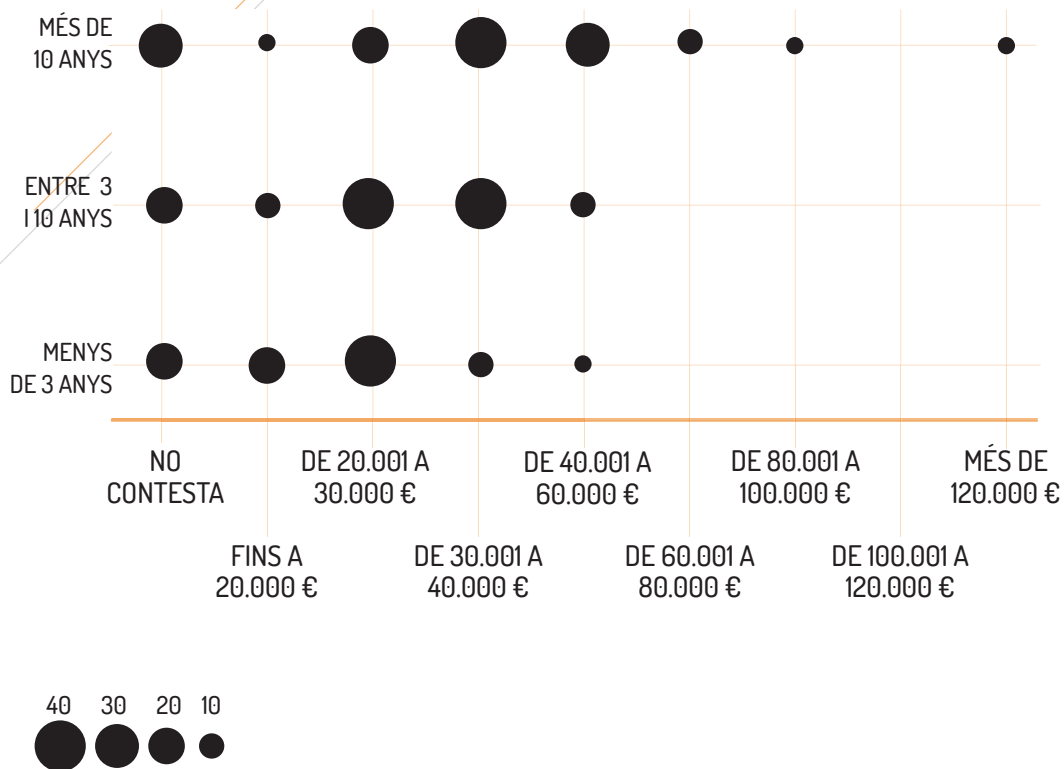 MÉS DE
10 ANYS
ENTRE 3
I 10 ANYS
MENYS
DE 3 ANYS
NO
CONTESTA
DE 20.001 A
30.000 €
DE 40.001 A
60.000 €
DE 80.001 A
100.000 €
MÉS DE
120.000 €
FINS A
20.000 €
DE 30.001 A
40.000 €
DE 60.001 A
80.000 €
DE 100.001 A
120.000 €
40 30 20 10